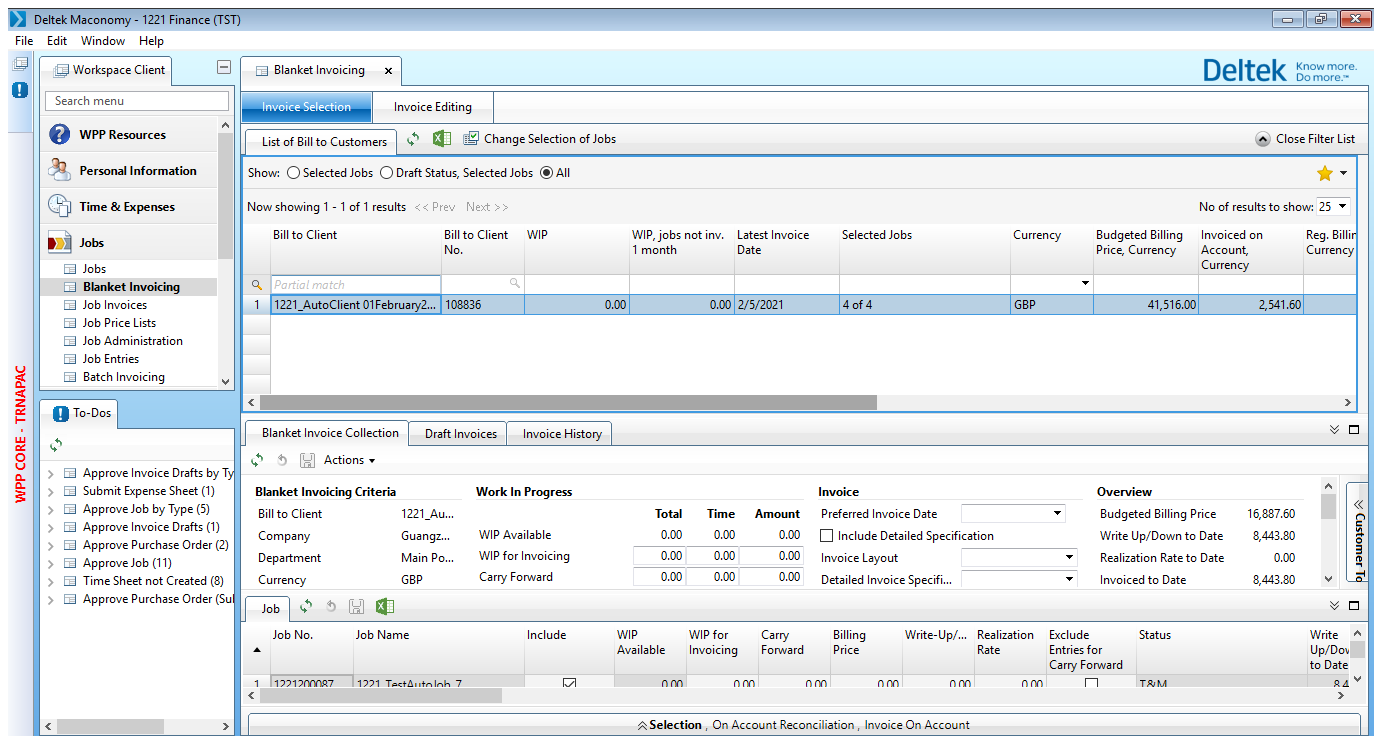 Deltek Maconomy - 1221 Finance (TST)
File Edit Window Help
Workspace Client
Search menu
WPP Resources
Personal Information
Time & Expenses
Jobs
Jobs
Blanket Invoicing
Job Invoices
Job Price Lists
Job Administration
Job Entries
Batch Invoicing
WPP CORE - TRNAPAC
To-Dos
Approve Invoice Drafts by Ty
Submit Expense Sheet (1)
Approve Job by Type (5)
Approve Invoice Drafts (1)
Approve Purchase Order (2)
Approve Job (11)
Time Sheet not Created (8)
Approve Purchase Order (Sul
Blanket Invoicing x
Deltek Know more. Do more.™
Invoice Selection Invoice Editing
List of Bill to Customers Change Selection of Jobs Close Filter List
Show: Selected Jobs Draft Status, Selected Jobs All
Now showing 1 - 1 of 1 results << Prev Next >> No of results to show: 25
Bill to Client Bill to Client No. WIP WIP, jobs not inv. 1 month Latest Invoice Date Selected Jobs Currency Budgeted Billing Price, Currency Invoiced on Account, Currency Reg. Billin Currency
Partial match
1 1221_AutoClient 01February2... 108836 0.00 0.00 2/5/2021 4 of 4 GBP 41,516.00 2,541.60
Blanket Invoice Collection Draft Invoices Invoice History
Actions
Blanket Invoicing Criteria Work In Progress Invoice Overview
Bill to Client 1221_Au... Total Time Amount Preferred Invoice Date Budgeted Billing Price 16,887.60
Company Guangz... WIP Available 0.00 0.00 0.00 Include Detailed Specification Write Up/Down to Date 8,443.80
Department Main Po... WIP for Invoicing 0.00 0.00 0.00 Invoice Layout Realization Rate to Date 0.00
Currency GBP Carry Forward 0.00 0.00 0.00 Detailed Invoice Specifi... Invoiced to Date 8,443.80
Customer To
Job
Job No. Job Name Include WIP Available WIP for Invoicing Carry Forward Billing Price Write-Up/... Realization Rate Exclude Entries for Carry Forward Status Write Up/Dov to Date
1 1221200087 1221_TestAutoJob_7 0.00 0.00 0.00 0.00 0.00 0.00 T&M 8,4
Selection , On Account Reconciliation , Invoice On Account